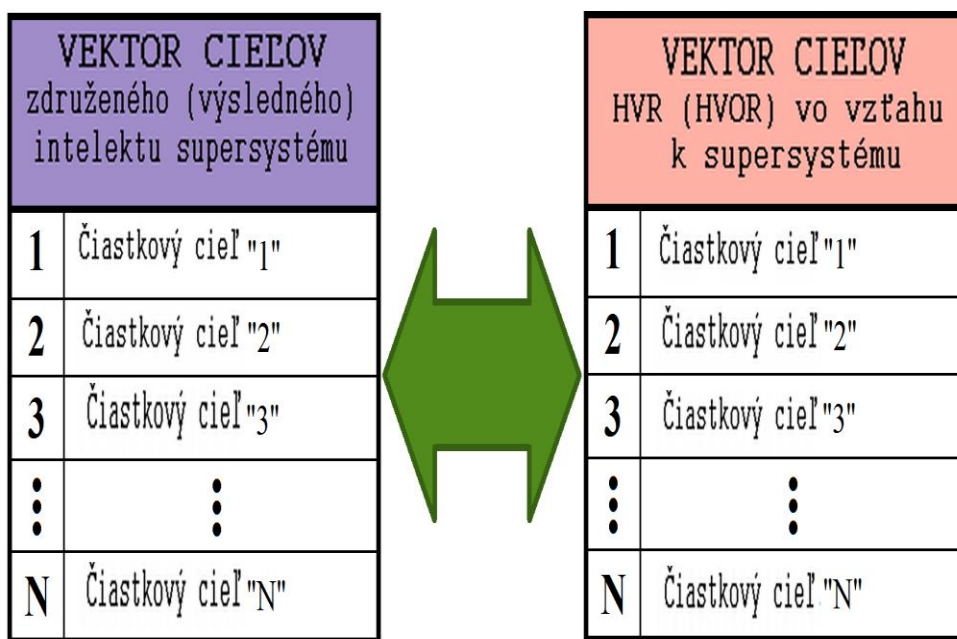 VEKTOR CIEĽOV
združeného (výsledného)
intelektu supersystému
1 Čiastkový cieľ "1"
2 Čiastkový cieľ "2"
3 Čiastkový cieľ "3"
N Čiastkový cieľ "N"
VEKTOR CIEĽOV
HVR (HVOR) vo vzťahu
k supersystému
1 Čiastkový cieľ "1"
2 Čiastkový cieľ "2"
3 Čiastkový cieľ "3"
N Čiastkový cieľ "N"